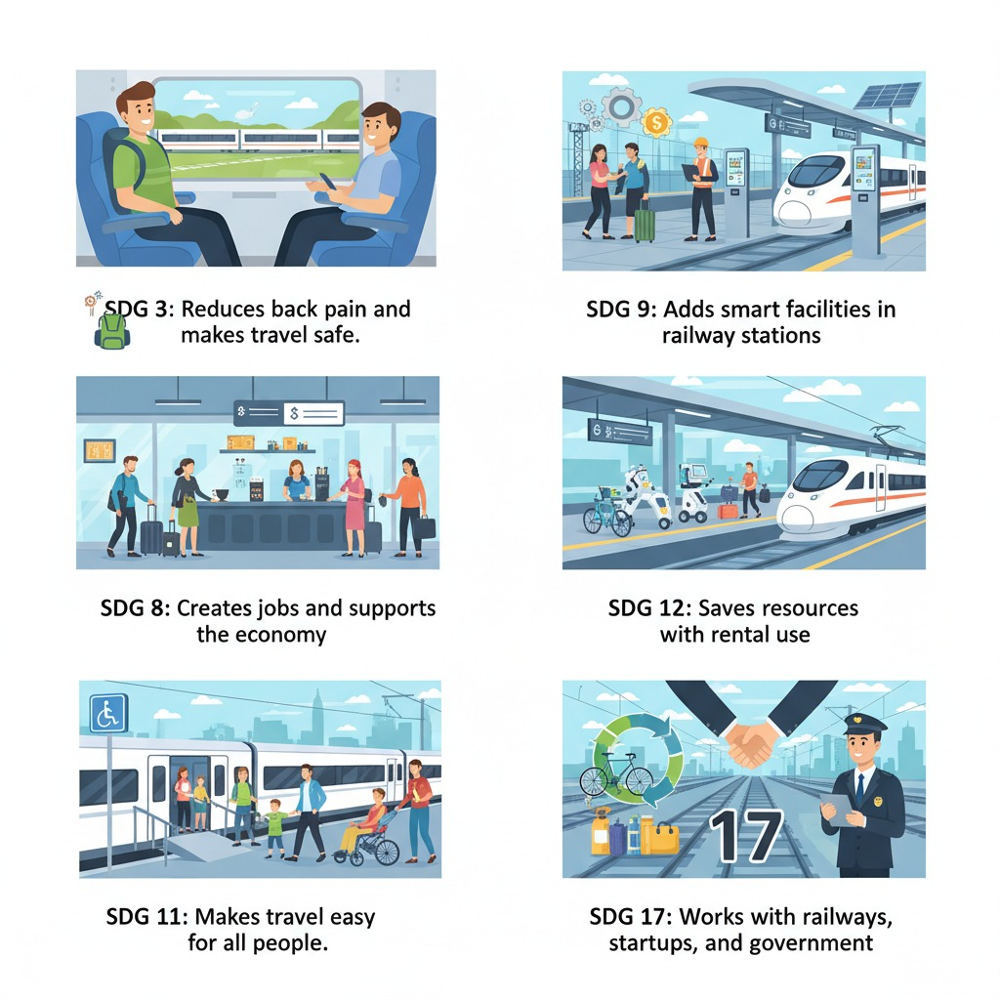 SDG 3: Reduces back pain and
makes travel safe.
SDG 9: Adds smart facilities in
railway stations
SDG 8: Creates jobs and supports
the economy
SDG 12: Saves resources
with rental use
17
SDG 11: Makes travel easy
for all people.
SDG 17: Works with railways,
startups, and government